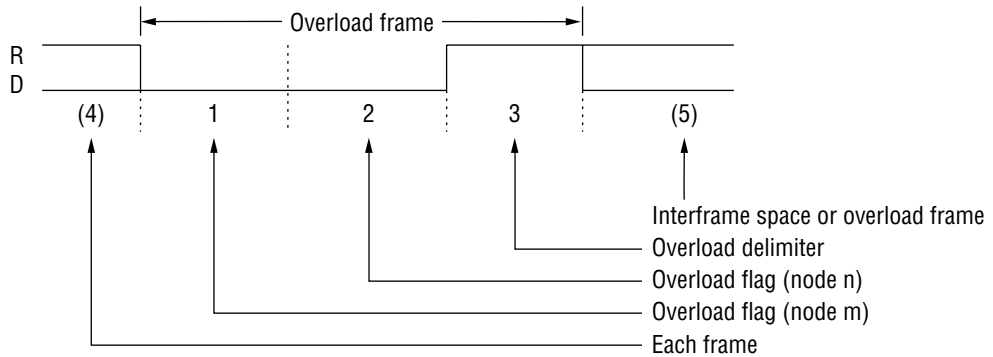 Overload frame
R
D
(4) 1 2 3 (5)
Interframe space or overload frame
Overload delimiter
Overload flag (node n)
Overload flag (node m)
Each frame